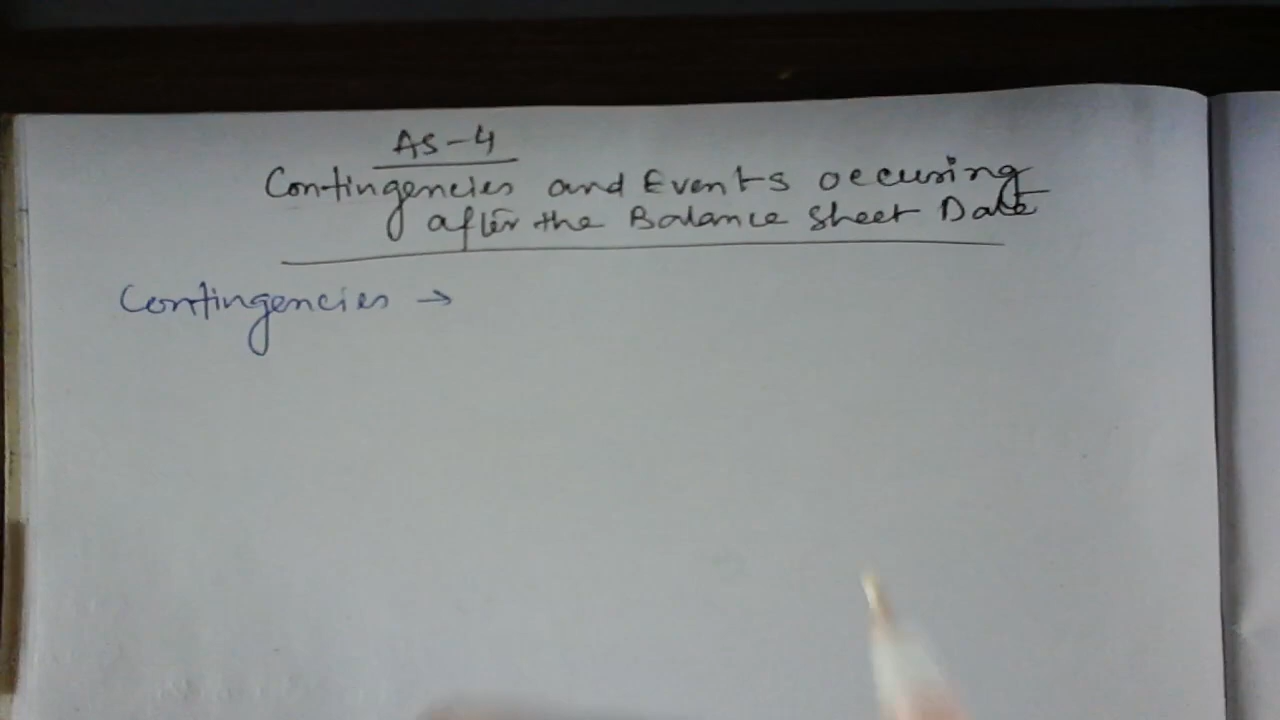 AS-4
Contingencies and Events occuring
after the Balance Sheet Date
Contingencies →